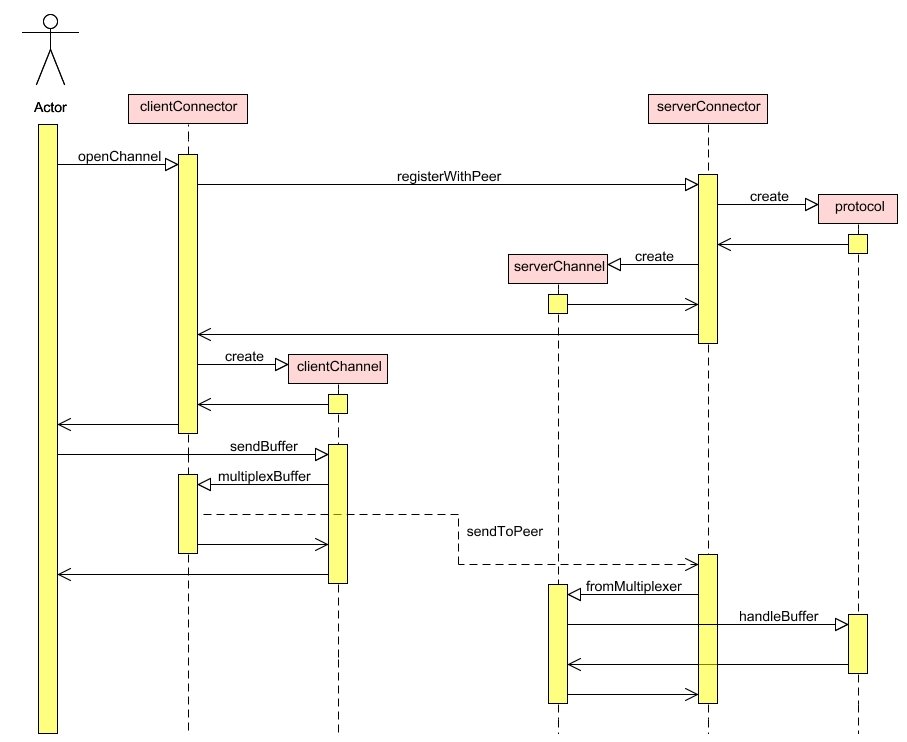 Actor
clientConnector
serverConnector
openChannel
registerWithPeer
create
protocol
create
serverChannel
create
clientChannel
sendBuffer
multiplexBuffer
sendToPeer
fromMultiplexer
handleBuffer